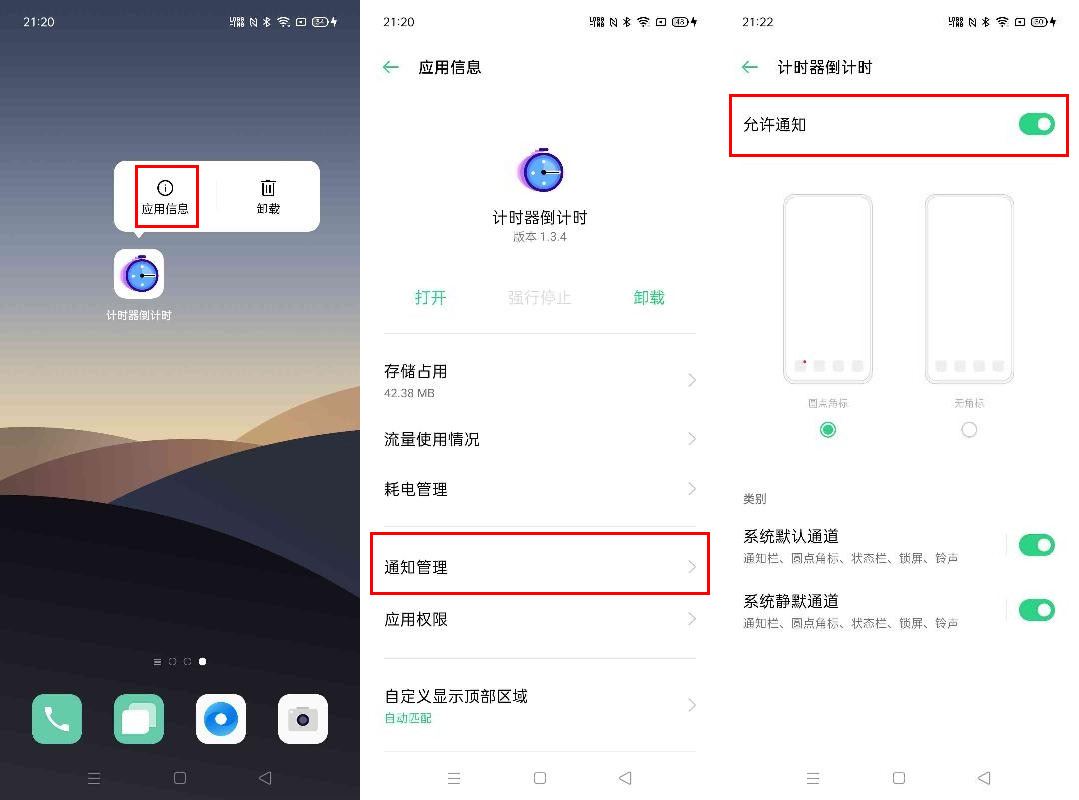 21:20
应用信息
卸载
计时器倒计时
21:20
应用信息
计时器倒计时
版本 1.3.4
打开
强行停止
卸载
存储占用
42.38 MB
流量使用情况
耗电管理
通知管理
应用权限
自定义显示顶部区域
自动匹配
21:22
计时器倒计时
允许通知
圆点角标
无角标
类别
系统默认通道
通知栏、圆点角标、状态栏、锁屏、铃声
系统静默通道
通知栏、圆点角标、状态栏、锁屏、铃声